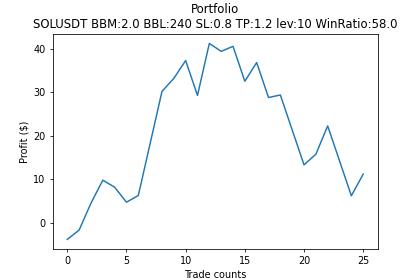 Portfolio
SOLUSDT BBM:2.0 BBL:240 SL:0.8 TP:1.2 lev:10 WinRatio:58.0
Profit ($)
40
30
20
10
0
0 5 10 15 20 25
Trade counts